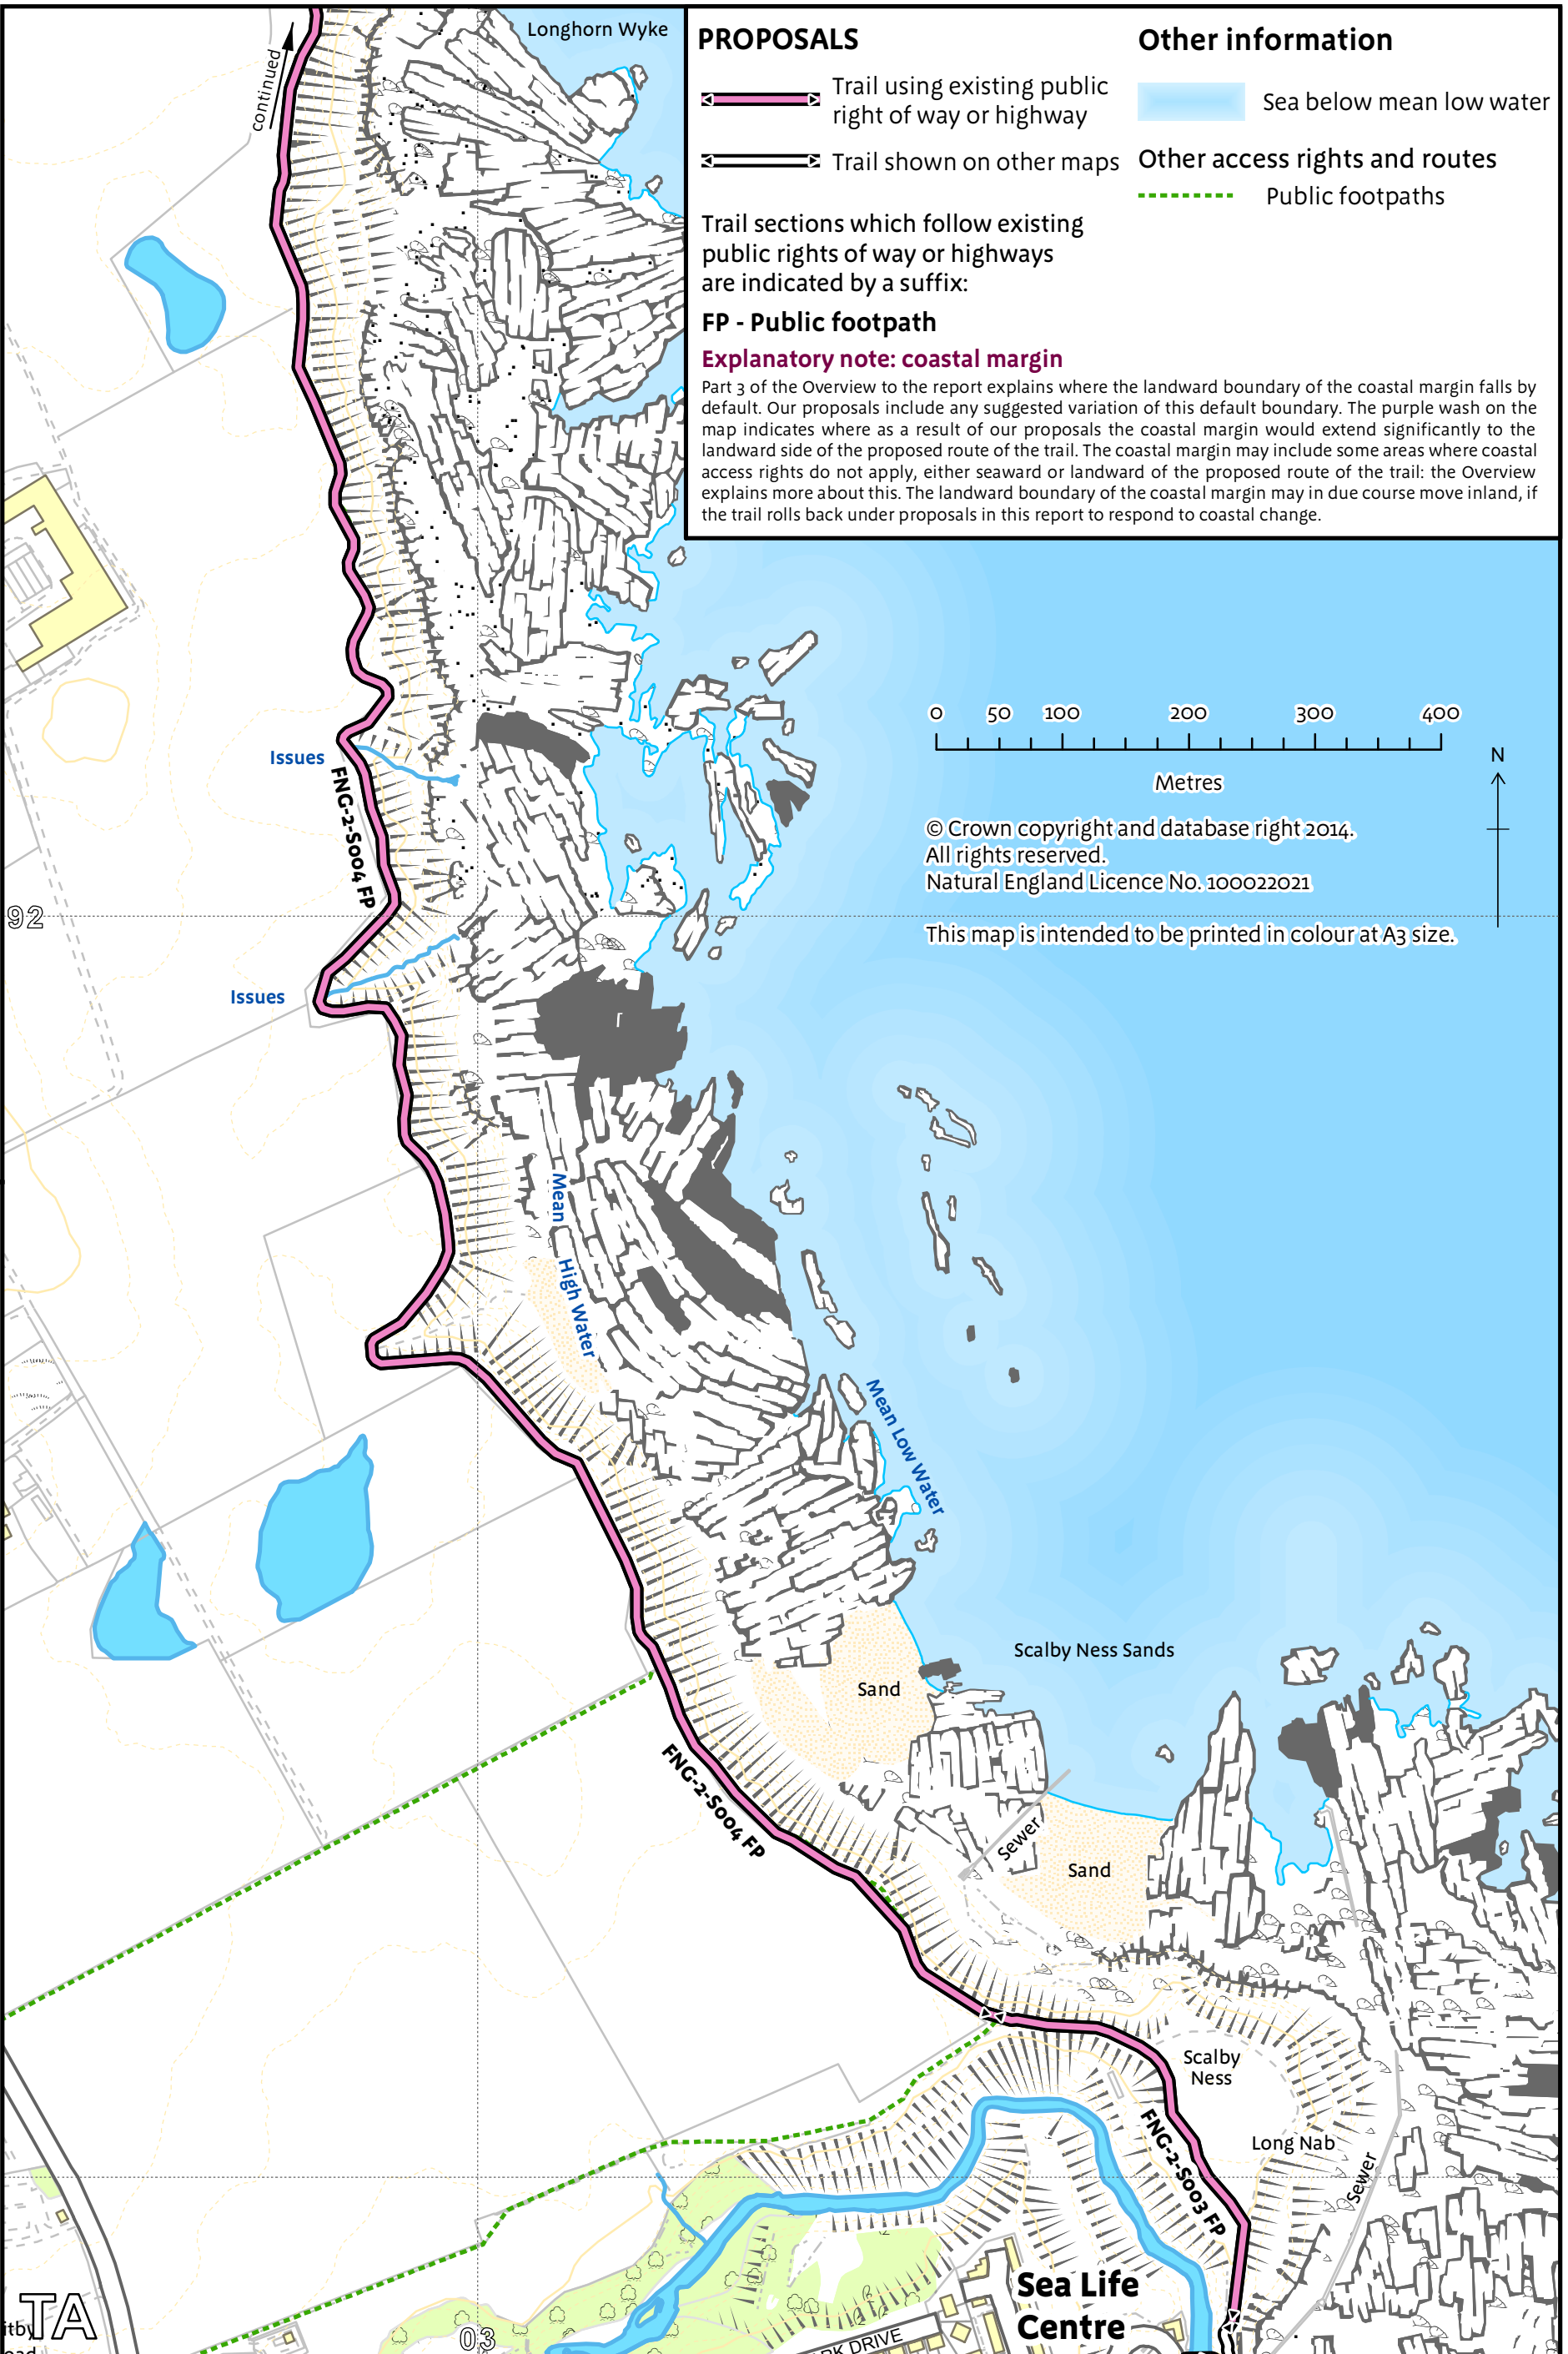 Longhorn Wyke
continued
PROPOSALS
Trail using existing public
right of way or highway
Trail shown on other maps
Trail sections which follow existing
public rights of way or highways
are indicated by a suffix:
FP - Public footpath
Other information
Sea below mean low water
Other access rights and routes
Public footpaths
Explanatory note: coastal margin
Part 3 of the Overview to the report explains where the landward boundary of the coastal margin falls by
default. Our proposals include any suggested variation of this default boundary. The purple wash on the
map indicates where as a result of our proposals the coastal margin would extend significantly to the
landward side of the proposed route of the trail. The coastal margin may include some areas where coastal
access rights do not apply, either seaward or landward of the proposed route of the trail: the Overview
explains more about this. The landward boundary of the coastal margin may in due course move inland, if
the trail rolls back under proposals in this report to respond to coastal change.
0 50 100 200 300 400
Metres
N
Issues
FNG-2-S004 FP
© Crown copyright and database right 2014.
All rights reserved.
Natural England Licence No. 100022021
92
This map is intended to be printed in colour at A3 size.
Issues
Mean
High Water
Mean Low Water
Scalby Ness Sands
Sand
FNG-2-S004 FP
Sewer
Sand
Scalby
Ness
FNG-2-S003 FP
Long Nab
Sewer
Sea Life
Centre
TA
03